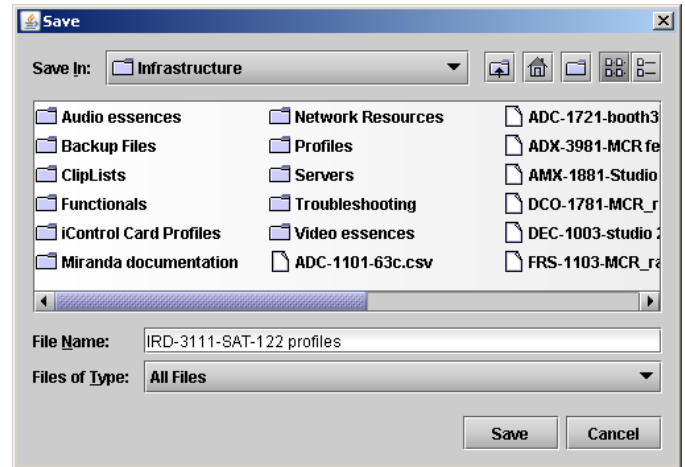 Save
Save In: Infrastructure
Audio essences
Backup Files
ClipLists
Functionals
iControl Card Profiles
Miranda documentation
Network Resources
Profiles
Servers
Troubleshooting
Video essences
ADC-1101-63c.csv
ADC-1721-booth3
ADX-3981-MCR fe
AMX-1881-Studio
DCO-1781-MCR_r
DEC-1003-studio
FRS-1103-MCR_ra
File Name: IRD-3111-SAT-122 profiles
Files of Type: All Files
Save Cancel